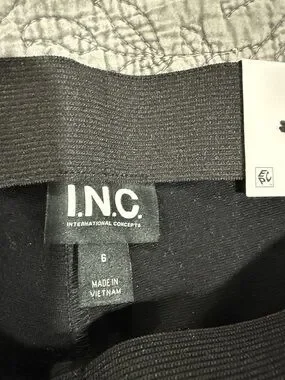 I.N.C.
INTERNATIONAL CONCEPTS
6
MADE IN
VIETNAM